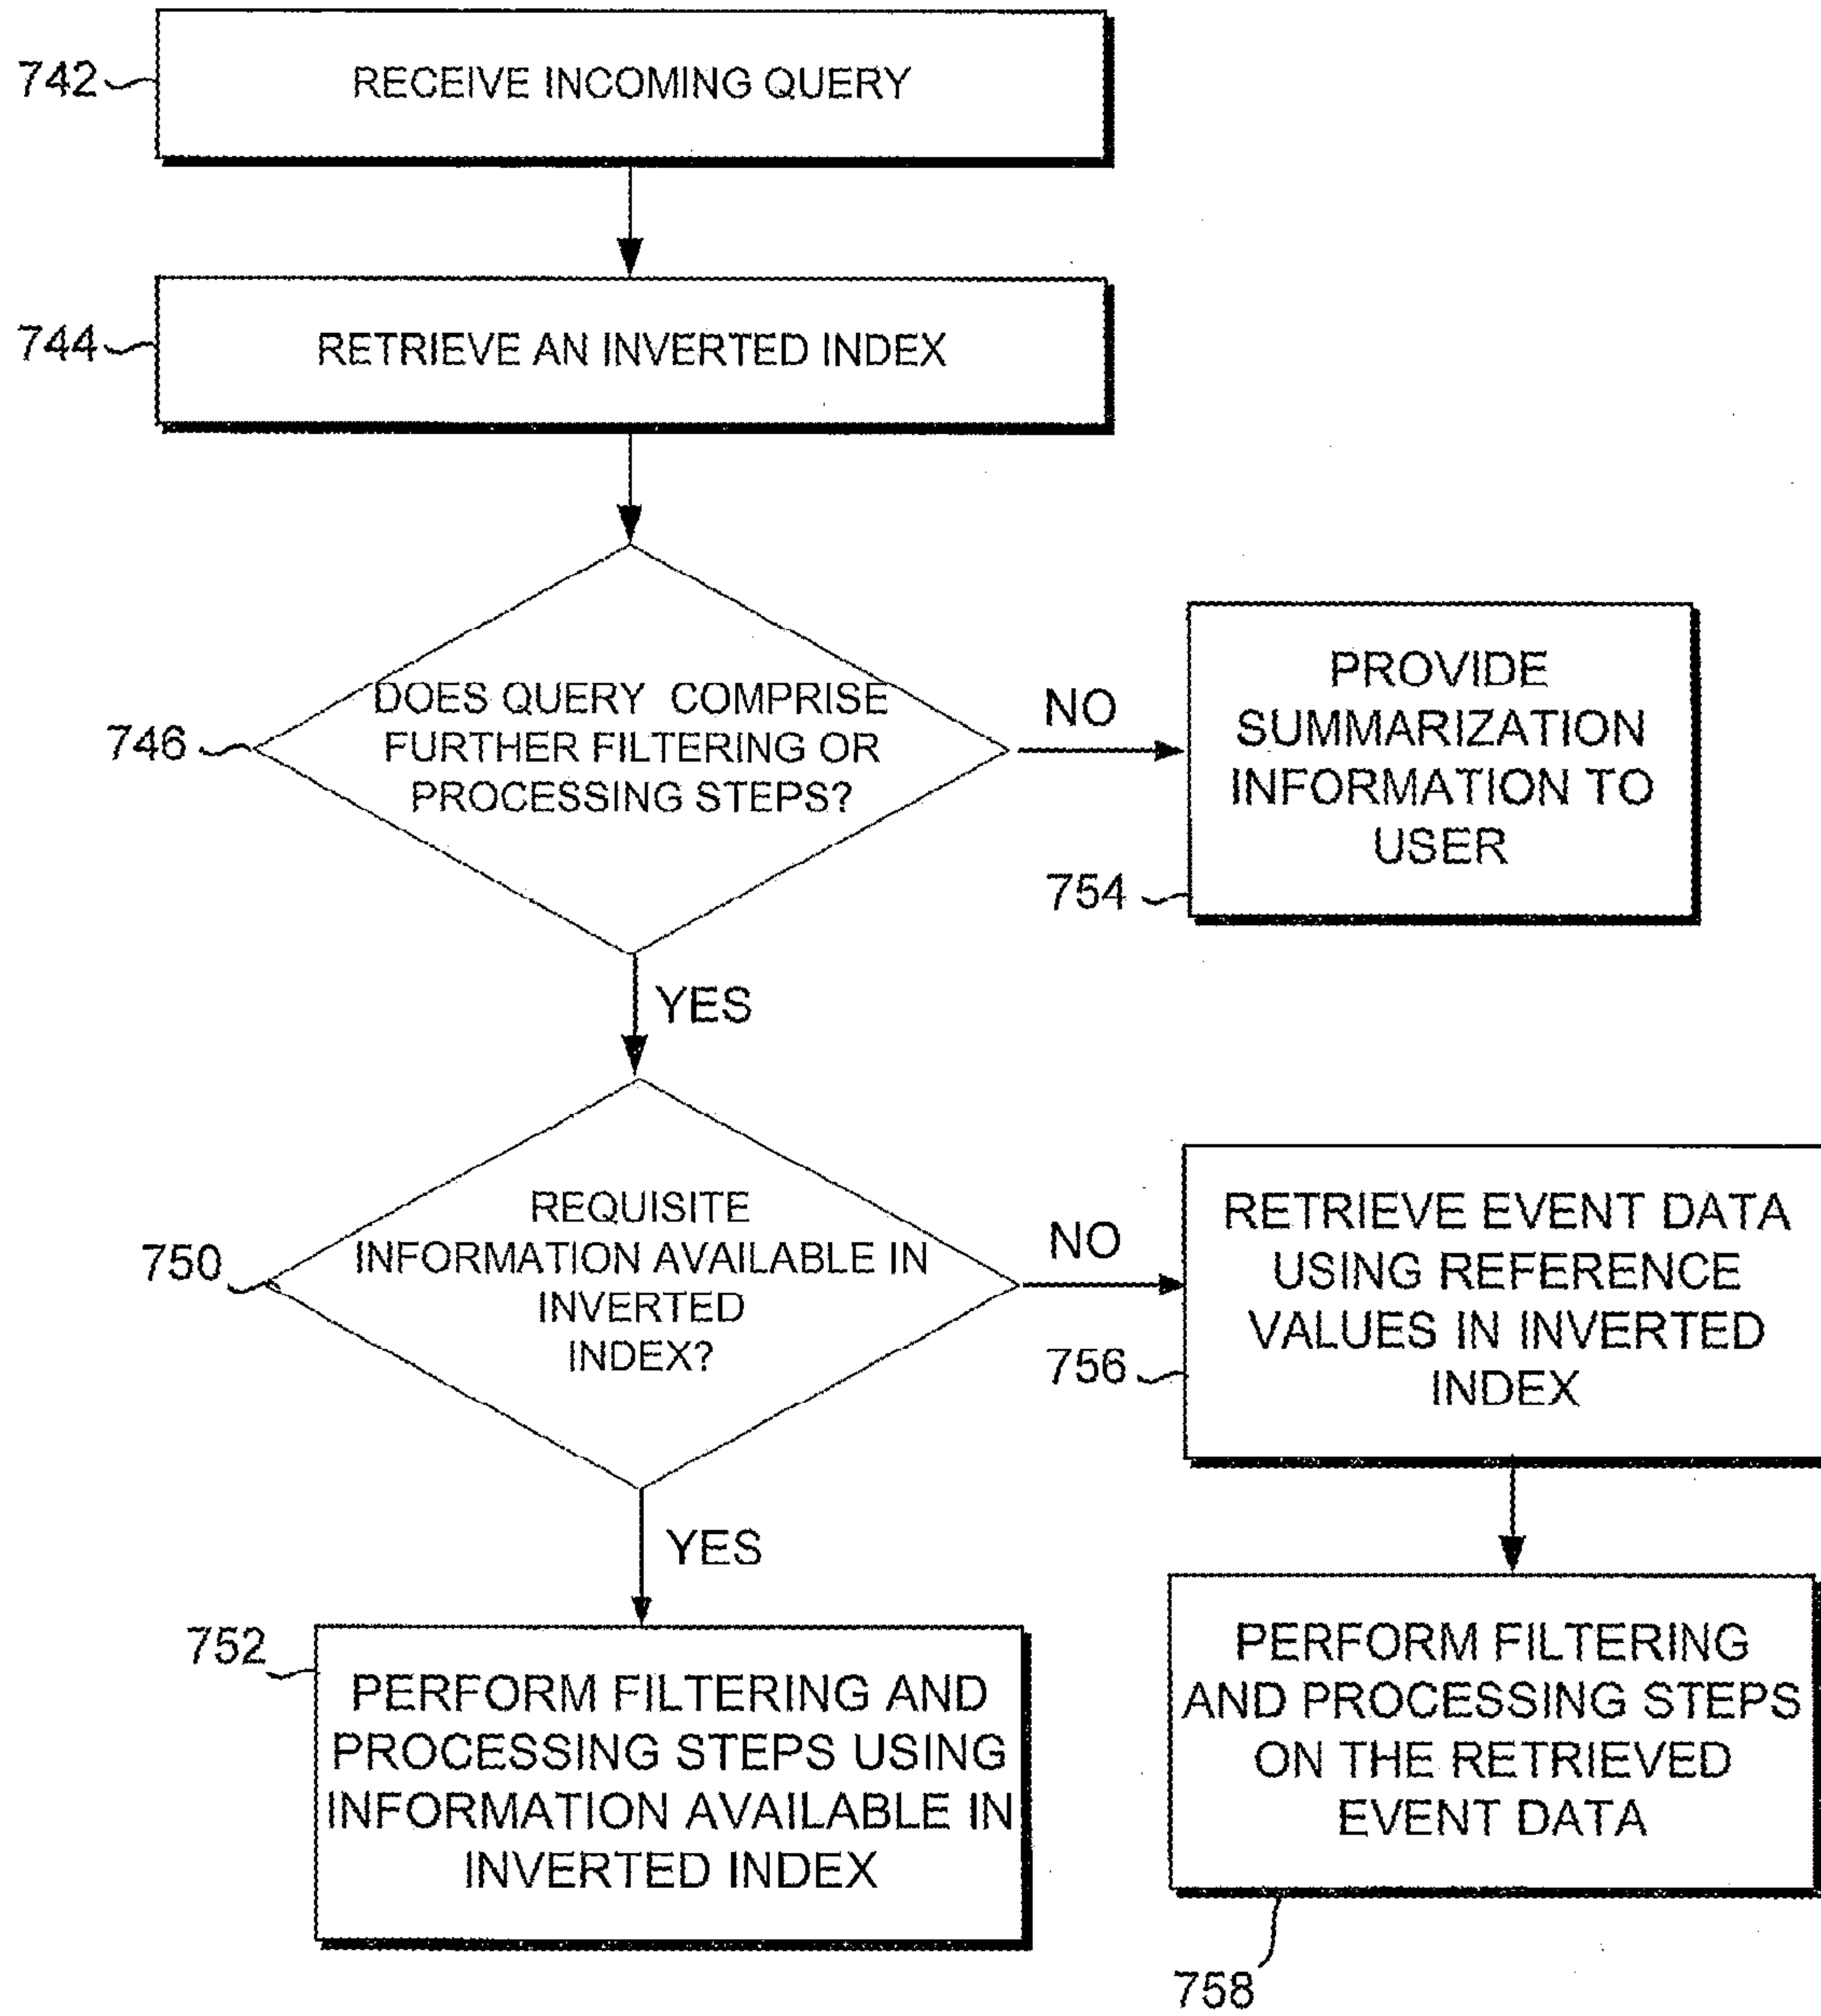 742
RECEIVE INCOMING QUERY
744
RETRIEVE AN INVERTED INDEX
746
DOES QUERY COMPRISE
FURTHER FILTERING OR
PROCESSING STEPS?
NO
PROVIDE
SUMMARIZATION
INFORMATION TO
USER
754
YES
750
REQUISITE
INFORMATION AVAILABLE IN
INVERTED
INDEX?
NO
RETRIEVE EVENT DATA
USING REFERENCE
VALUES IN INVERTED
INDEX
756
YES
752
PERFORM FILTERING AND
PROCESSING STEPS USING
INFORMATION AVAILABLE IN
INVERTED INDEX
PERFORM FILTERING
AND PROCESSING STEPS
ON THE RETRIEVED
EVENT DATA
758